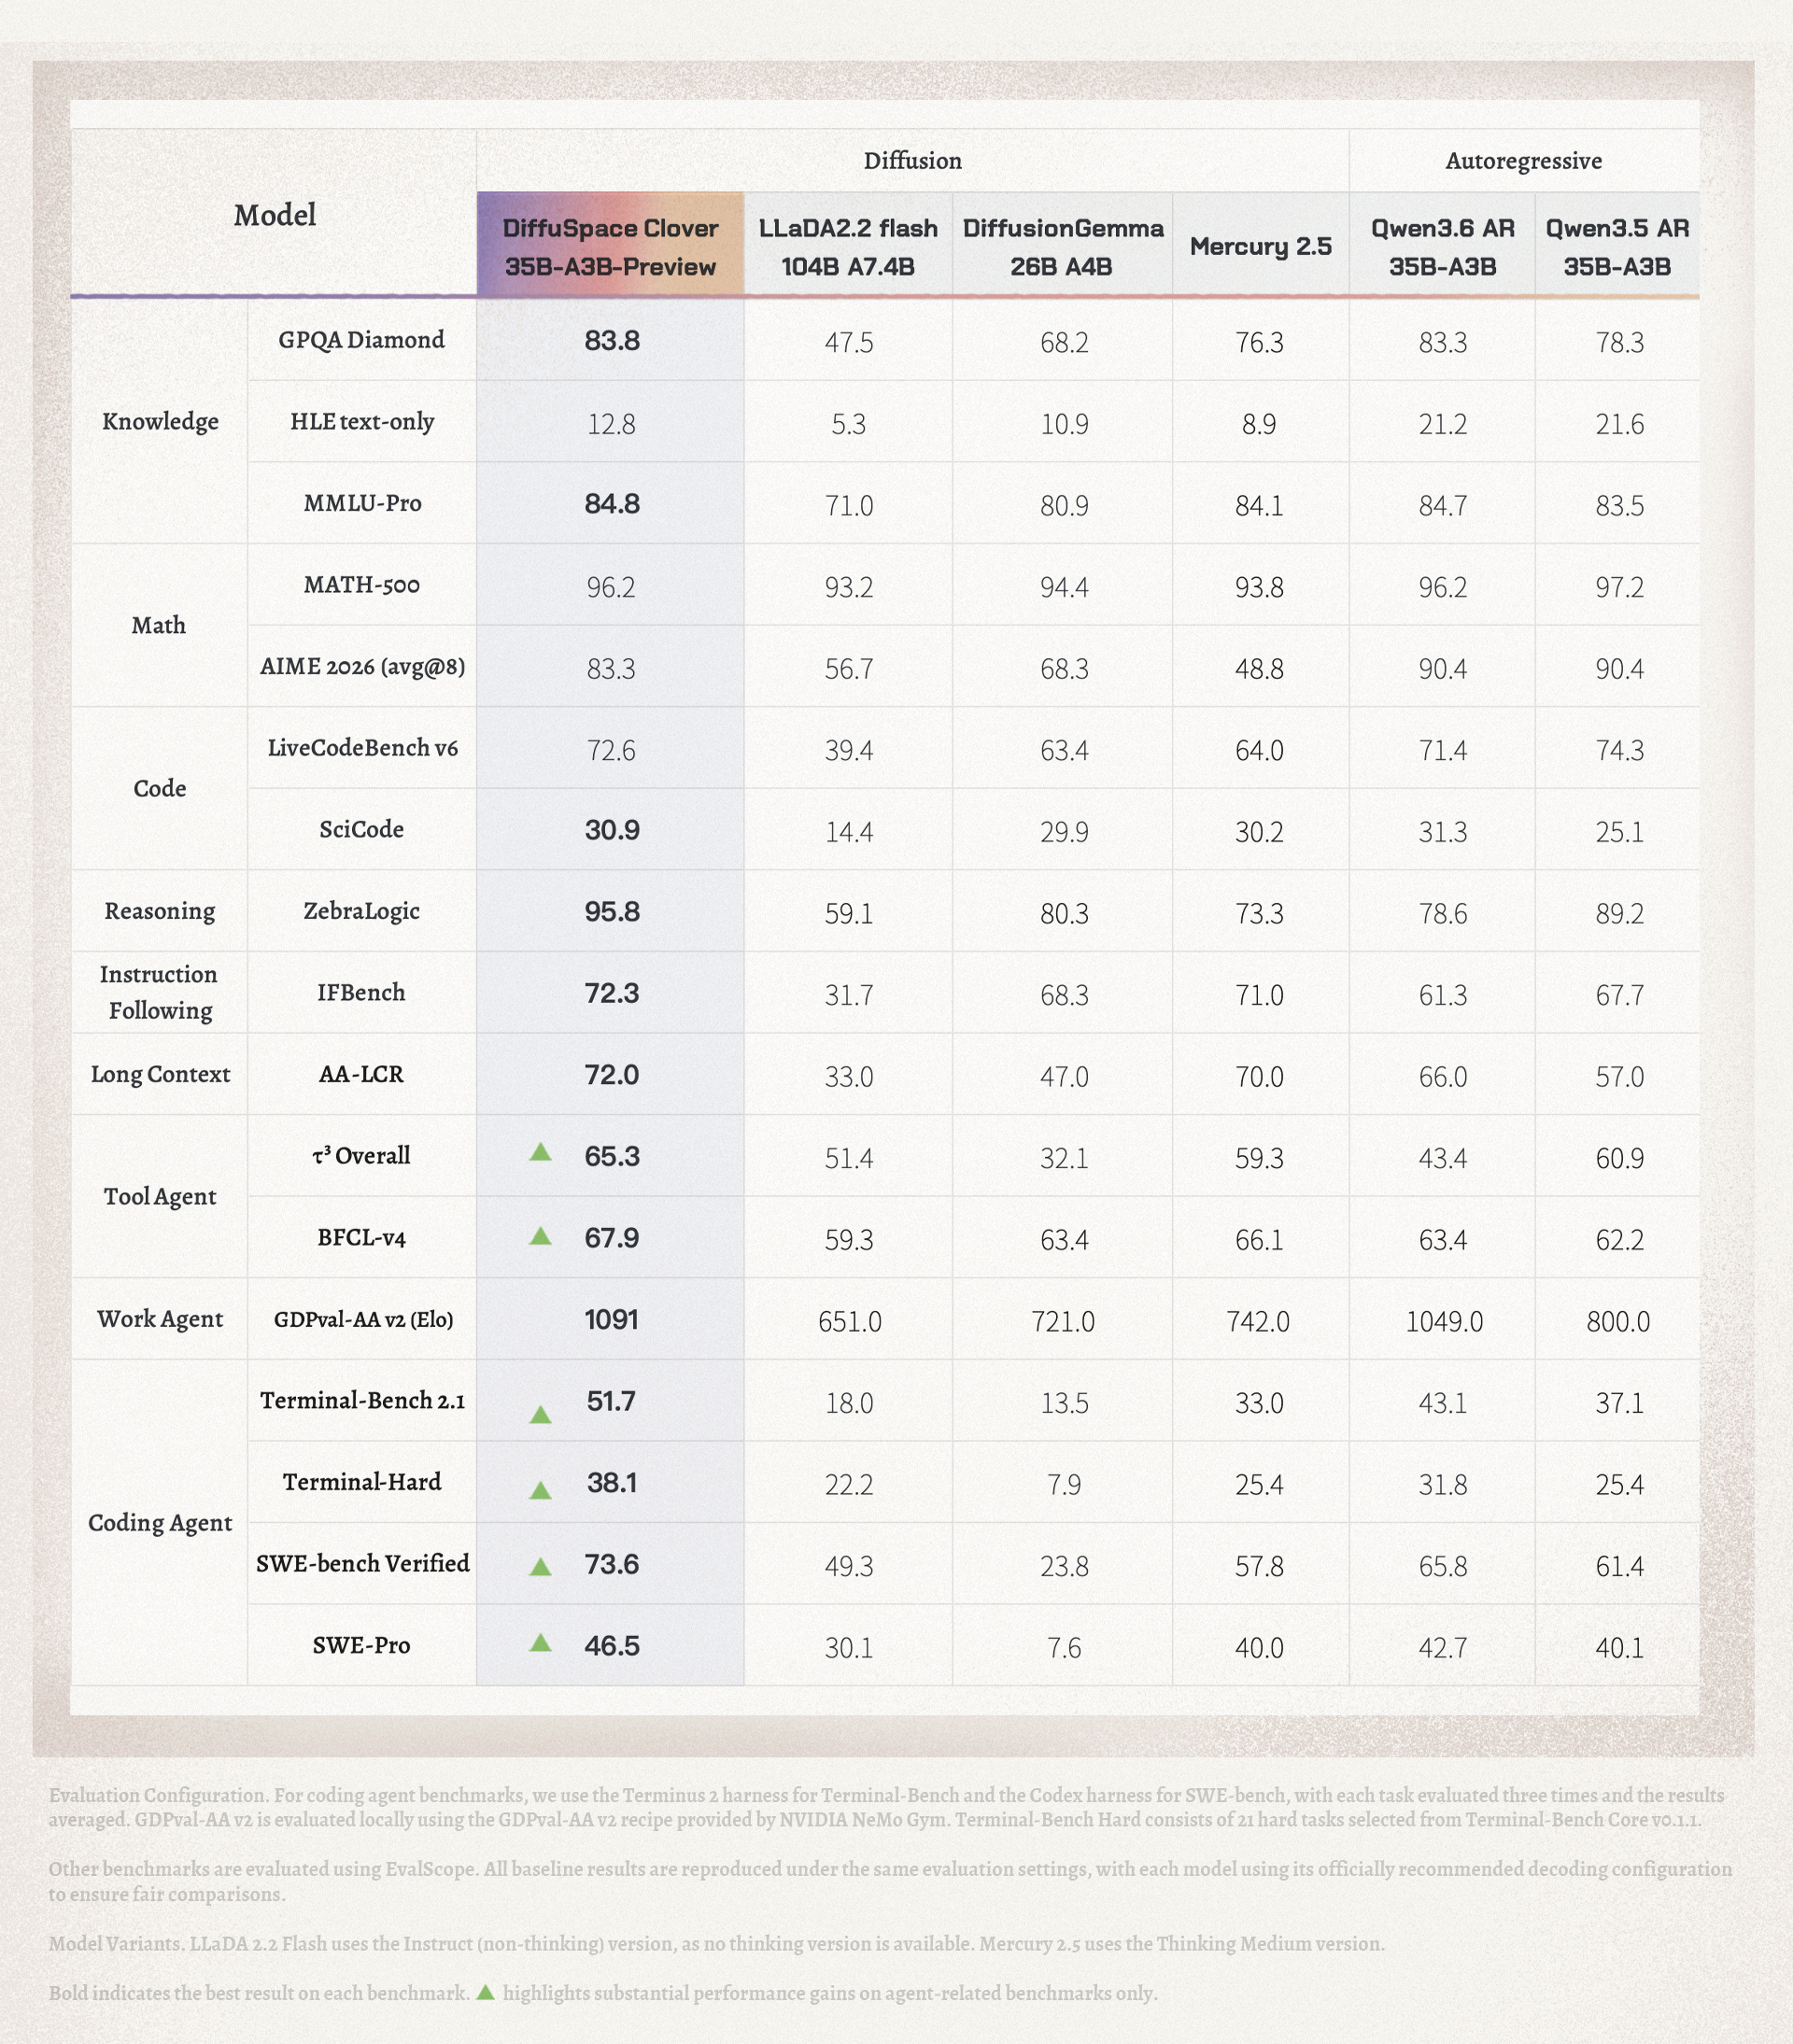 Model
Diffusion
Autoregressive
DiffuSpace Clover
35B-A3B-Preview
LLaDA2.2 flash
104B A7.4B
DiffusionGemma
26B A4B
Mercury 2.5
Qwen3.6 AR
35B-A3B
Qwen3.5 AR
35B-A3B
Knowledge
GPQA Diamond 83.8 47.5 68.2 76.3 83.3 78.3
HLE text-only 12.8 5.3 10.9 8.9 21.2 21.6
MMLU-Pro 84.8 71.0 80.9 84.1 84.7 83.5
Math
MATH-500 96.2 93.2 94.4 93.8 96.2 97.2
AIME 2026 (avg@8) 83.3 56.7 68.3 48.8 90.4 90.4
Code
LiveCodeBench v6 72.6 39.4 63.4 64.0 71.4 74.3
SciCode 30.9 14.4 29.9 30.2 31.3 25.1
Reasoning ZebraLogic 95.8 59.1 80.3 73.3 78.6 89.2
Instruction
Following
IFBench 72.3 31.7 68.3 71.0 61.3 67.7
Long Context AA-LCR 72.0 33.0 47.0 70.0 66.0 57.0
Tool Agent
τ³ Overall ▲ 65.3 51.4 32.1 59.3 43.4 60.9
BFCL-v4 ▲ 67.9 59.3 63.4 66.1 63.4 62.2
Work Agent GDPval-AA v2 (Elo) 1091 651.0 721.0 742.0 1049.0 800.0
Coding Agent
Terminal-Bench 2.1 ▲ 51.7 18.0 13.5 33.0 43.1 37.1
Terminal-Hard ▲ 38.1 22.2 7.9 25.4 31.8 25.4
SWE-bench Verified ▲ 73.6 49.3 23.8 57.8 65.8 61.4
SWE-Pro ▲ 46.5 30.1 7.6 40.0 42.7 40.1
Evaluation Configuration. For coding agent benchmarks, we use the Terminus 2 harness for Terminal-Bench and the Codex harness for SWE-bench, with each task evaluated three times and the results
averaged. GDPval-AA v2 is evaluated locally using the GDPval-AA v2 recipe provided by NVIDIA NeMo Gym. Terminal-Bench Hard consists of 21 hard tasks selected from Terminal-Bench Core v0.1.1.
Other benchmarks are evaluated using EvalScope. All baseline results are reproduced under the same evaluation settings, with each model using its officially recommended decoding configuration
to ensure fair comparisons.
Model Variants. LLaDA 2.2 Flash uses the Instruct (non-thinking) version, as no thinking version is available. Mercury 2.5 uses the Thinking Medium version.
Bold indicates the best result on each benchmark. ▲ highlights substantial performance gains on agent-related benchmarks only.